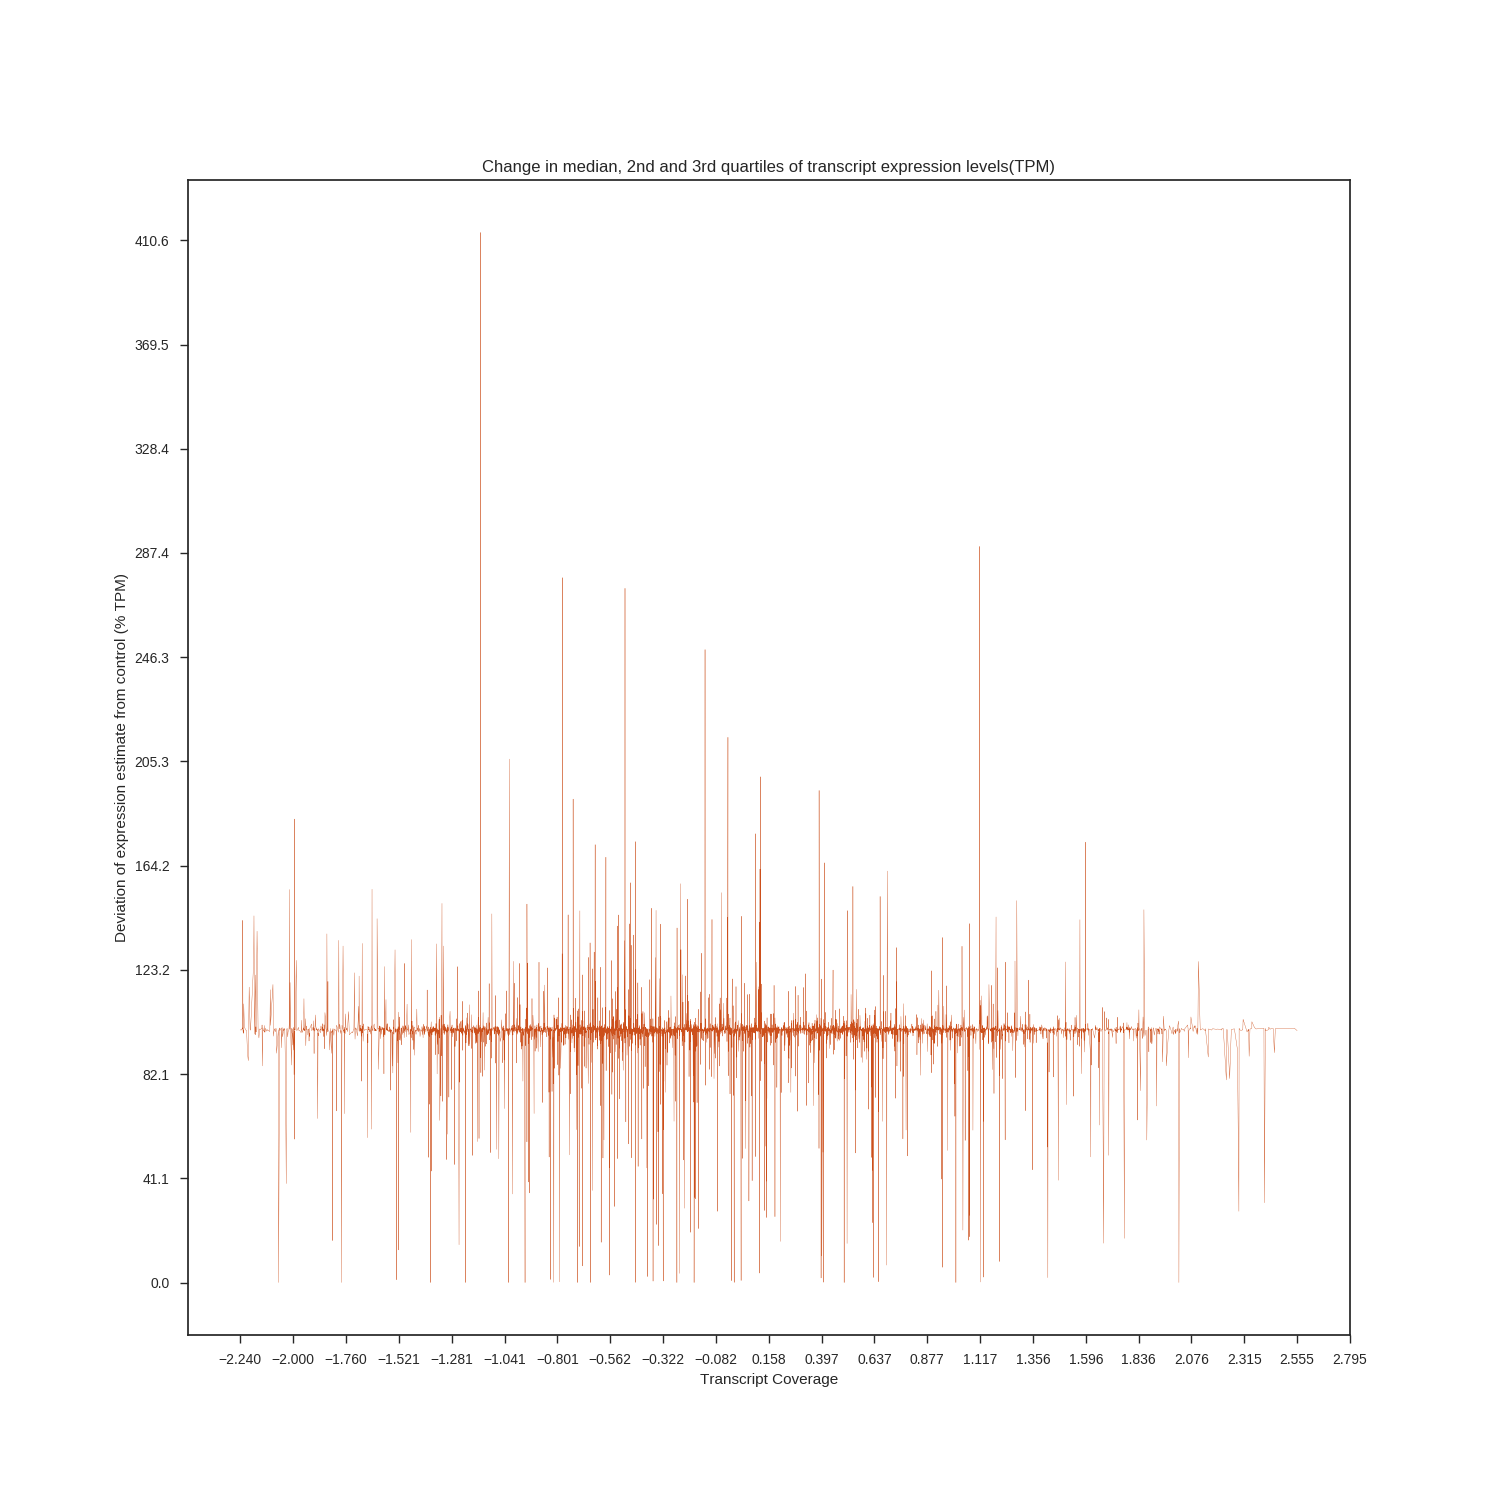 Change in median, 2nd and 3rd quartiles of transcript expression levels(TPM)
410.6
369.5
328.4
287.4
246.3
205.3
164.2
123.2
82.1
41.1
0.0
Deviation of expression estimate from control (% TPM)
−2.240 −2.000 −1.760 −1.521 −1.281 −1.041 −0.801 −0.562 −0.322 −0.082 0.158 0.397 0.637 0.877 1.117 1.356 1.596 1.836 2.076 2.315 2.555 2.795
Transcript Coverage